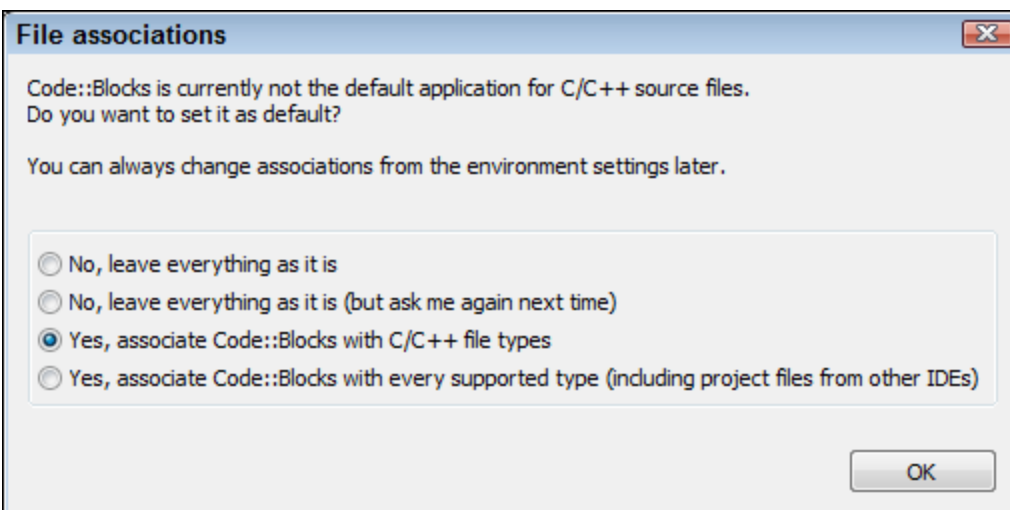 File associations
Code::Blocks is currently not the default application for C/C++ source files.
Do you want to set it as default?
You can always change associations from the environment settings later.
No, leave everything as it is
No, leave everything as it is (but ask me again next time)
Yes, associate Code::Blocks with C/C++ file types
Yes, associate Code::Blocks with every supported type (including project files from other IDEs)
OK